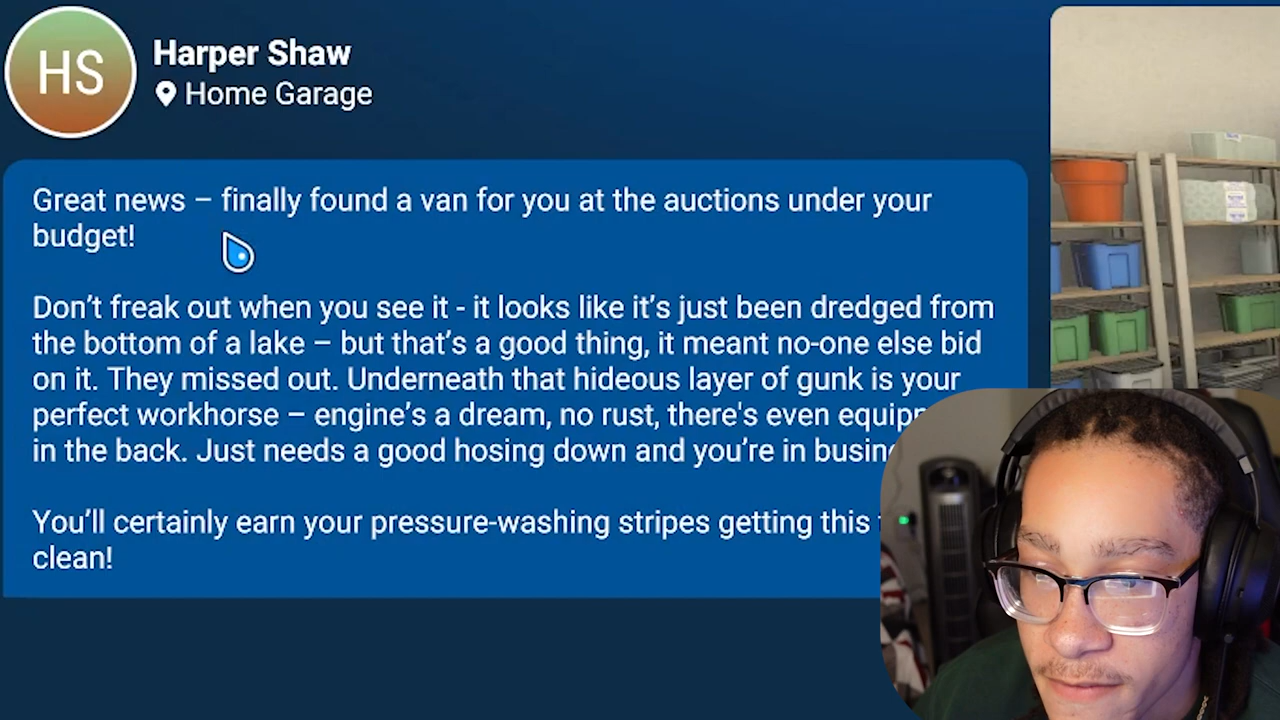 HS
Harper Shaw
Home Garage
Great news – finally found a van for you at the auctions under your
budget!
Don’t freak out when you see it - it looks like it’s just been dredged from
the bottom of a lake – but that’s a good thing, it meant no-one else bid
on it. They missed out. Underneath that hideous layer of gunk is your
perfect workhorse – engine’s a dream, no rust, there's even
in the back. Just needs a good hosing down and you’re in
You’ll certainly earn your pressure-washing stripes getting this
clean!